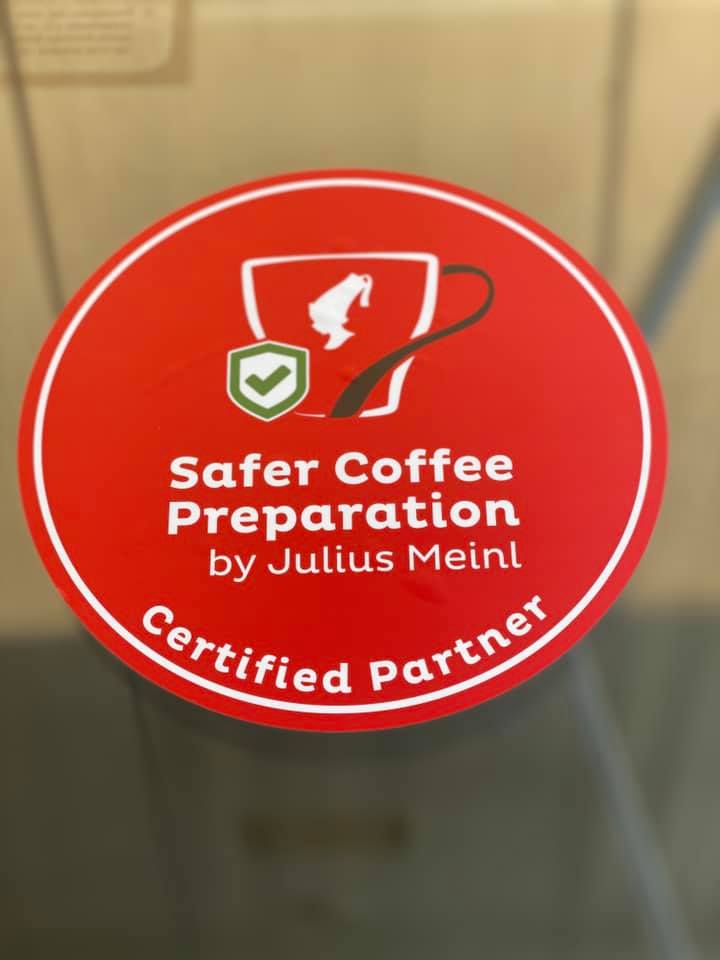 Safer Coffee
Preparation
by Julius Meinl
Certified Partner